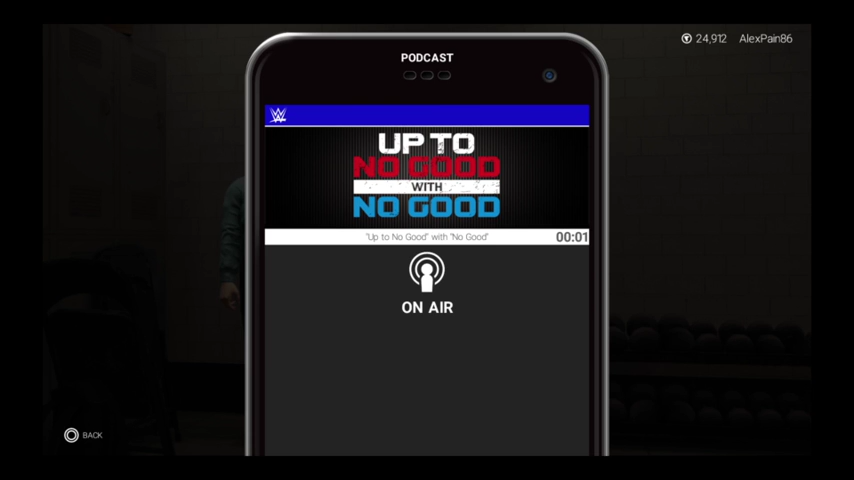 24,912 AlexPain86
PODCAST
W
UP TO
NO GOOD
WITH
NO GOOD
"Up to No Good" with "No Good"
00:01
ON AIR
BACK